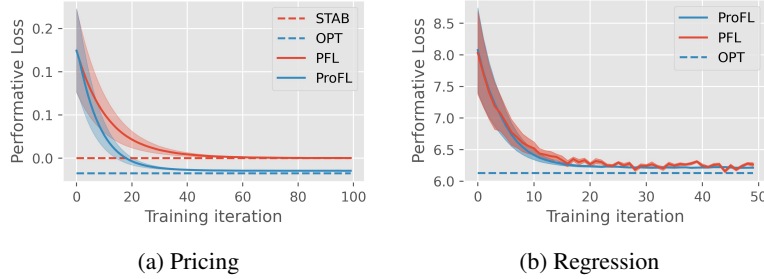 Performative Loss
0.2
0.1
0.1
0.0
0
20
40
60
80
100
Training iteration
STAB
OPT
PFL
ProFL
(a) Pricing
Performative Loss
8.5
8.0
7.5
7.0
6.5
6.0
0
10
20
30
40
50
Training iteration
ProFL
PFL
OPT
(b) Regression